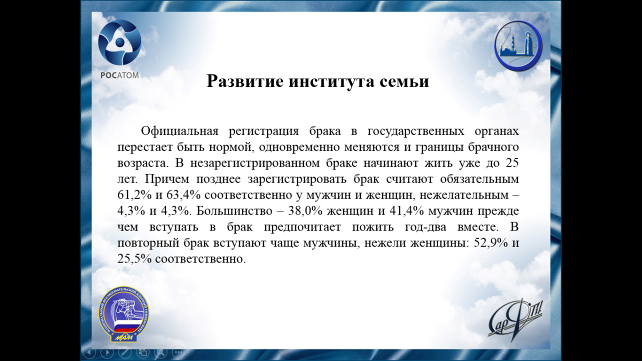 РОСАТОМ
Развитие института семьи
Официальная регистрация брака в государственных органах
перестает быть нормой, одновременно меняются и границы брачного
возраста. В незарегистрированном браке начинают жить уже до 25
лет. Причем позднее зарегистрировать брак считают обязательным
61,2% и 63,4% соответственно у мужчин и женщин, нежелательным –
4,3% и 4,3%. Большинство – 38,0% женщин и 41,4% мужчин прежде
чем вступать в брак предпочитает пожить год-два вместе. В
повторный брак вступают чаще мужчины, нежели женщины: 52,9% и
25,5% соответственно.
СарФТИ